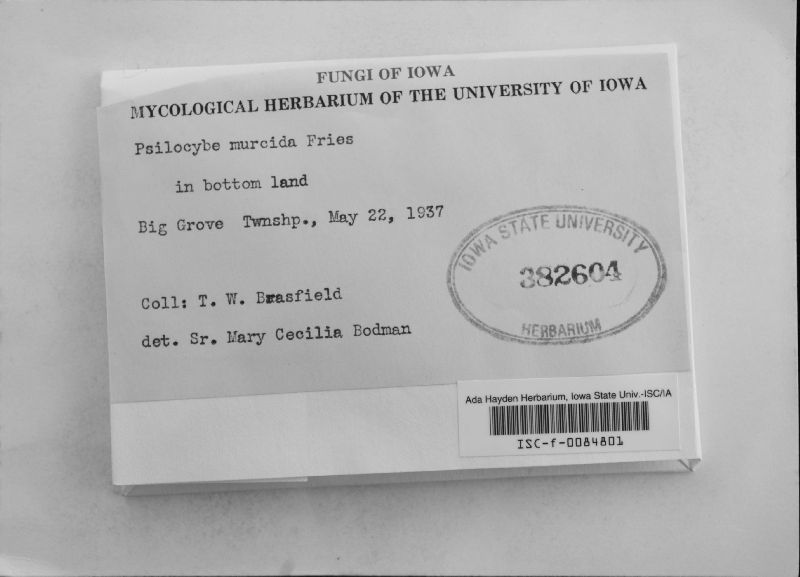 FUNGI OF IOWA
MYCOLOGICAL HERBARIUM OF THE UNIVERSITY OF IOWA
Psilocybe murcida Fries
in bottom land
Big Grove Twnshp., May 22, 1937
IOWA STATE UNIVERSITY
382604
HERBARIUM
Coll: T. W. Brasfield
det. Sr. Mary Cecilia Bodman
Ada Hayden Herbarium, Iowa State Univ.-ISC/IA
ISC-f-0084801